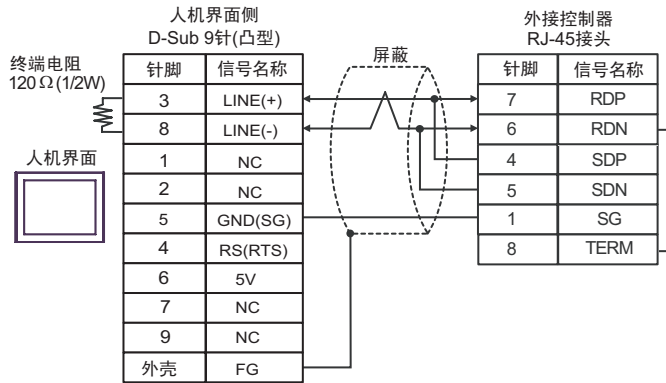 人机界面侧
D-Sub 9针(凸型)
外接控制器
RJ-45接头
终端电阻
120Ω(1/2W)
屏蔽
人机界面
针脚 信号名称
3 LINE(+)
8 LINE(-)
1 NC
2 NC
5 GND(SG)
4 RS(RTS)
6 5V
7 NC
9 NC
外壳 FG
针脚 信号名称
7 RDP
6 RDN
4 SDP
5 SDN
1 SG
8 TERM